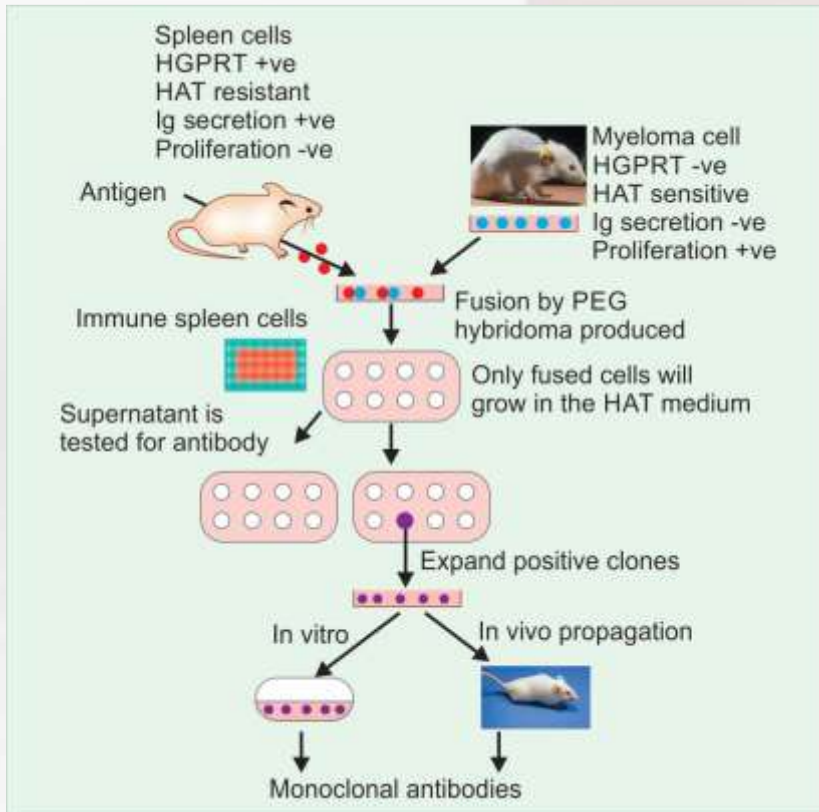 Spleen cells
HGPRT +ve
HAT resistant
Ig secretion +ve
Proliferation -ve
Antigen
Myeloma cell
HGPRT -ve
HAT sensitive
Ig secretion -ve
Proliferation +ve
Fusion by PEG
hybridoma produced
Immune spleen cells
Only fused cells will
grow in the HAT medium
Supernatant is
tested for antibody
Expand positive clones
In vitro
In vivo propagation
Monoclonal antibodies